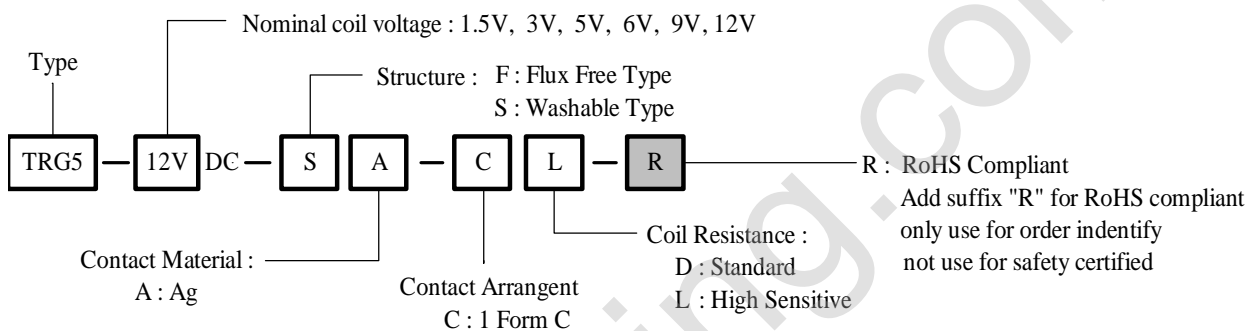 Nominal coil voltage : 1.5V, 3V, 5V, 6V, 9V, 12V
Type
Structure : F : Flux Free Type
S : Washable Type
TRG5 — 12V DC — S A — C L — R
R : RoHS Compliant
Add suffix "R" for RoHS compliant
only use for order indentify
not use for safety certified
Contact Material :
A : Ag
Contact Arrangent
C : 1 Form C
Coil Resistance :
D : Standard
L : High Sensitive
ing.com